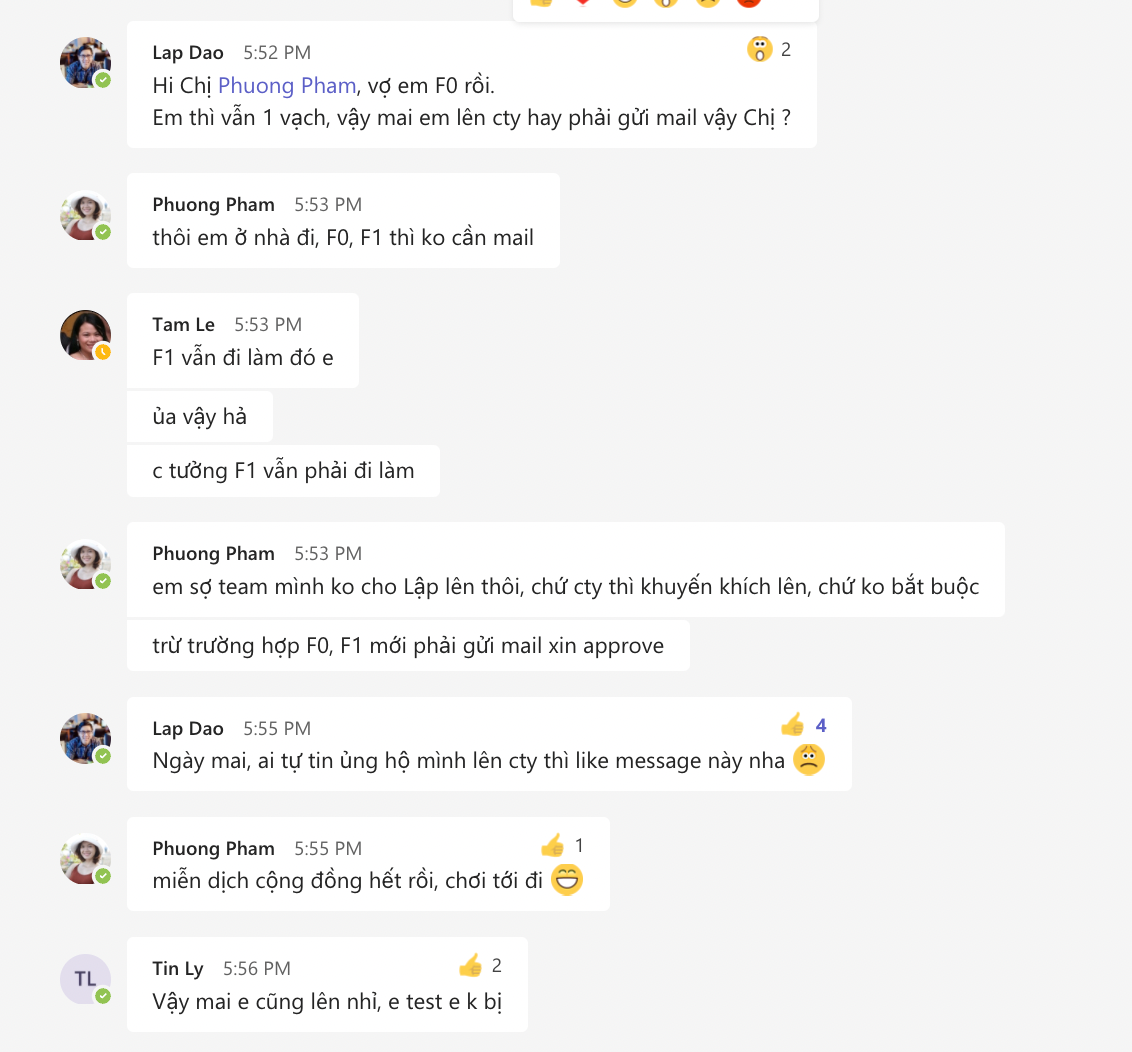 Lap Dao 5:52 PM 2
Hi Chị Phuong Pham, vợ em F0 rồi.
Em thì vẫn 1 vạch, vậy mai em lên cty hay phải gửi mail vậy Chị ?
Phuong Pham 5:53 PM
thôi em ở nhà đi, F0, F1 thì ko cần mail
Tam Le 5:53 PM
F1 vẫn đi làm đó e
ủa vậy hả
c tưởng F1 vẫn phải đi làm
Phuong Pham 5:53 PM
em sợ team mình ko cho Lập lên thôi, chứ cty thì khuyến khích lên, chứ ko bắt buộc
trừ trường hợp F0, F1 mới phải gửi mail xin approve
Lap Dao 5:55 PM 4
Ngày mai, ai tự tin ủng hộ mình lên cty thì like message này nha
Phuong Pham 5:55 PM 1
miễn dịch cộng đồng hết rồi, chơi tới đi
TL
Tin Ly 5:56 PM 2
Vậy mai e cũng lên nhỉ, e test e k bị